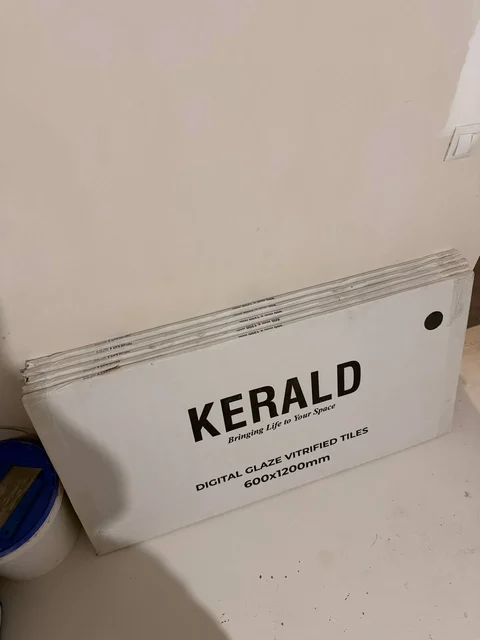 KERALD
Bringing Life to Your Space
DIGITAL GLAZE VITRIFIED TILES
600x1200mm